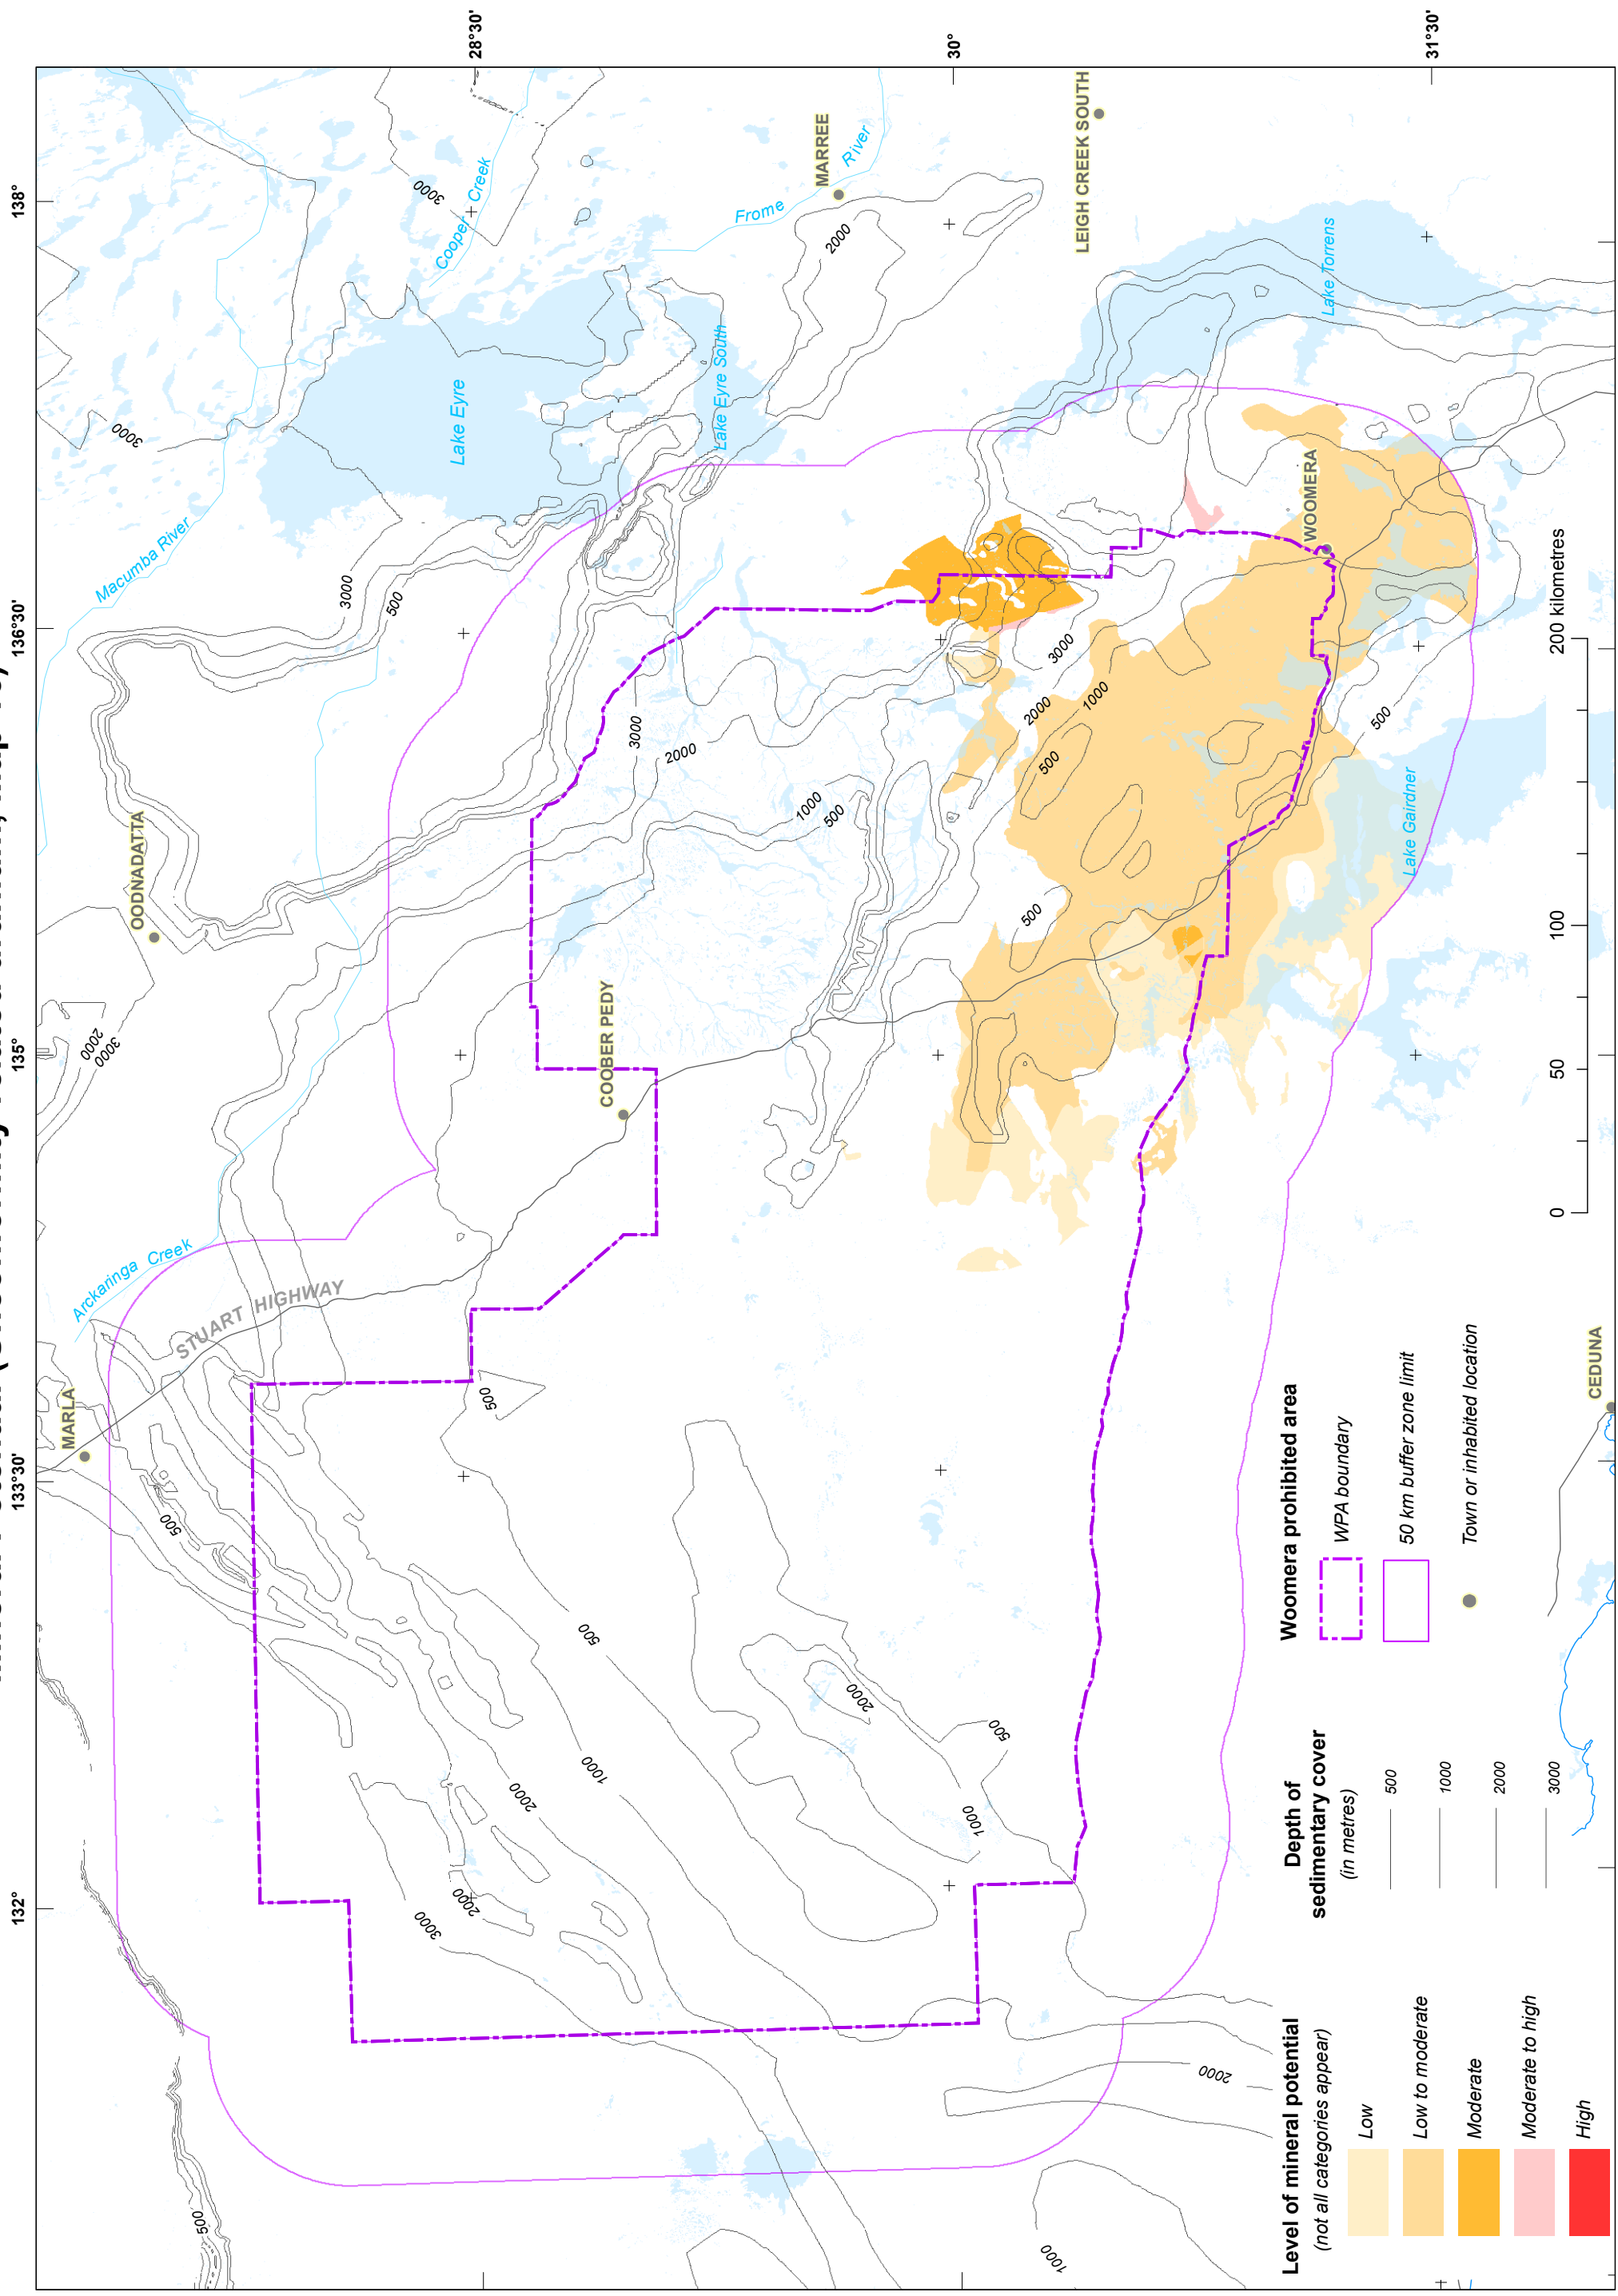 132°
133°30'
135°
136°30'
138°
MARLA
Arckaringa Creek
STUART HIGHWAY
OODNADATTA
Macumba River
3000
2000
3000
3000
500
500
3000
500
28°30'
3000
Cooper Creek
Lake Eyre
3000
2000
2000
500
COOBER PEDY
3000
2000
1000
500
Lake Eyre South
Frome River
MARREE
2000
1000
500
2000
500
1000
30°
500
500
2000
1000
3000
LEIGH CREEK SOUTH
1000
2000
500
WOOMERA
Lake Torrens
Lake Gairdner
31°30'
Level of mineral potential
(not all categories appear)
Low
Low to moderate
Moderate
Moderate to high
High
Depth of
sedimentary cover
(in metres)
500
1000
2000
3000
Woomera prohibited area
WPA boundary
50 km buffer zone limit
Town or inhabited location
0
50
100
200 kilometres
CEDUNA